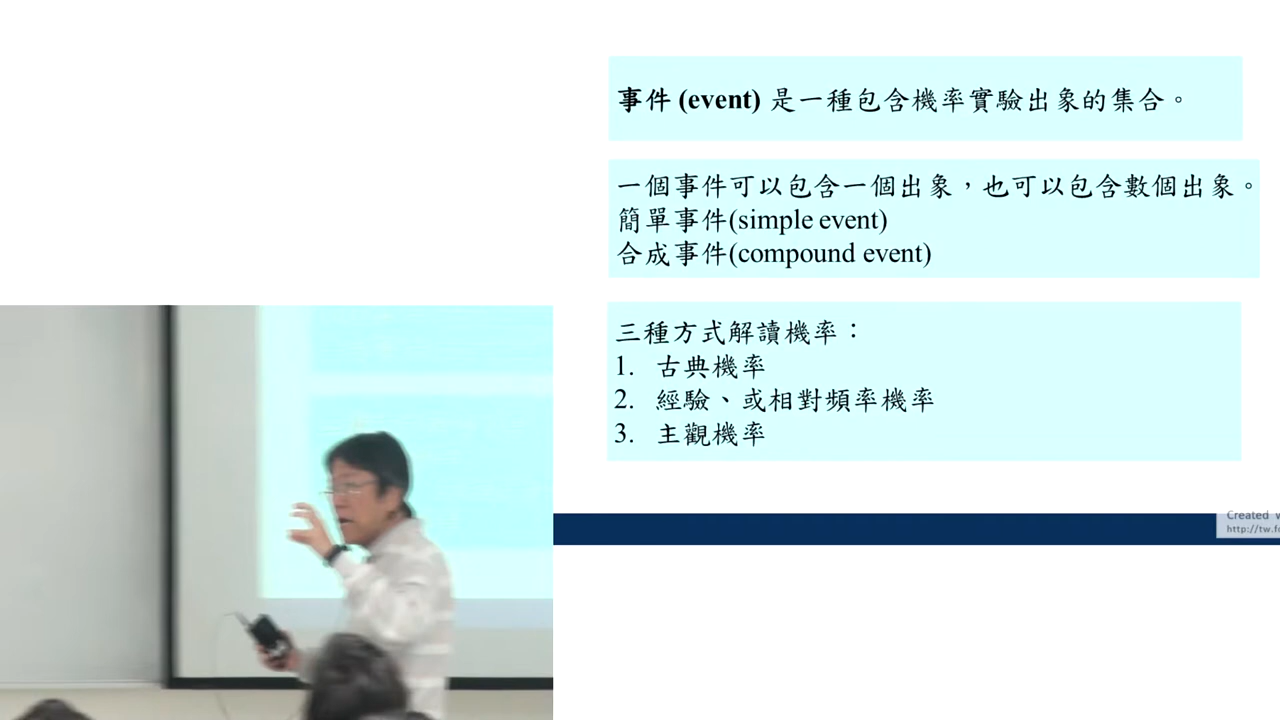 事件 (event) 是一種包含機率實驗出象的集合。
一個事件可以包含一個出象，也可以包含數個出象。
簡單事件(simple event)
合成事件(compound event)
三種方式解讀機率：
1. 古典機率
2. 經驗、或相對頻率機率
3. 主觀機率
Created
http://tw.fo